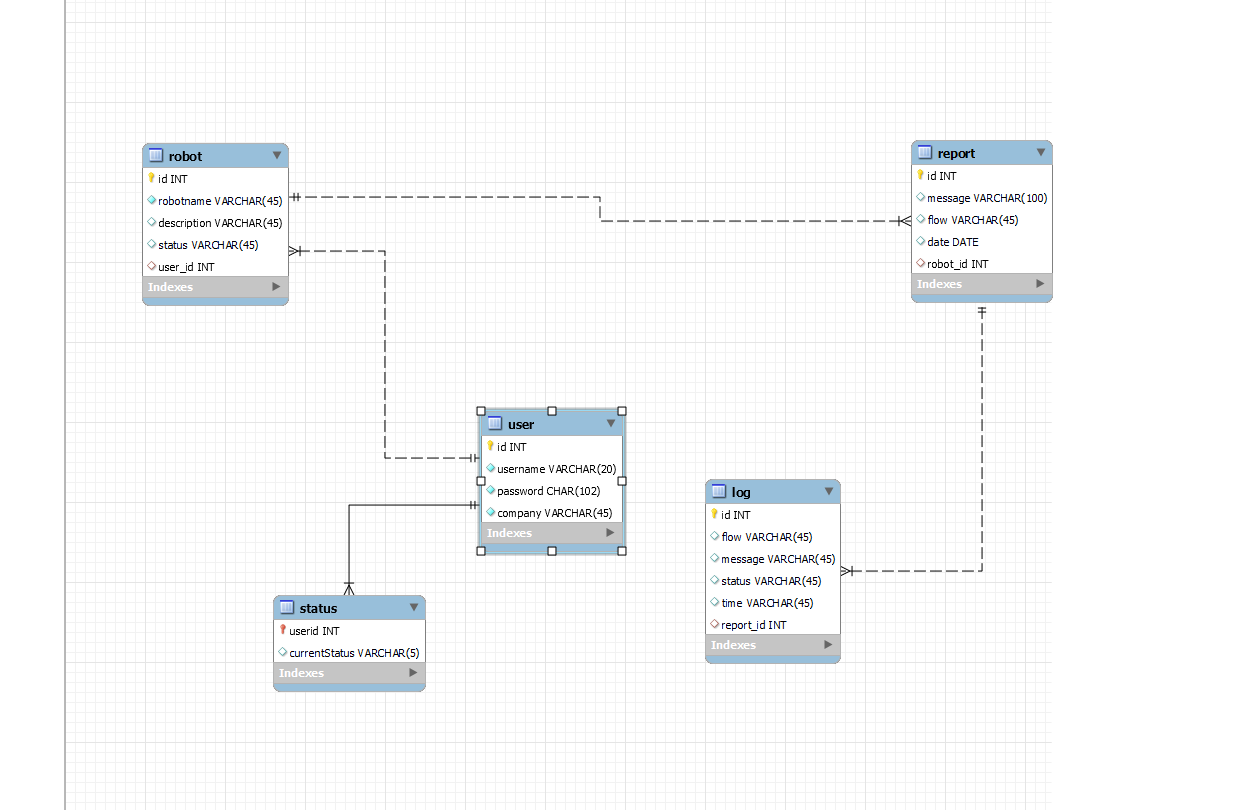 robot
id INT
robotname VARCHAR(45)
description VARCHAR(45)
status VARCHAR(45)
user_id INT
Indexes
report
id INT
message VARCHAR(100)
flow VARCHAR(45)
date DATE
robot_id INT
Indexes
user
id INT
username VARCHAR(20)
password CHAR(102)
company VARCHAR(45)
Indexes
log
id INT
flow VARCHAR(45)
message VARCHAR(45)
status VARCHAR(45)
time VARCHAR(45)
report_id INT
Indexes
status
userid INT
currentStatus VARCHAR(5)
Indexes